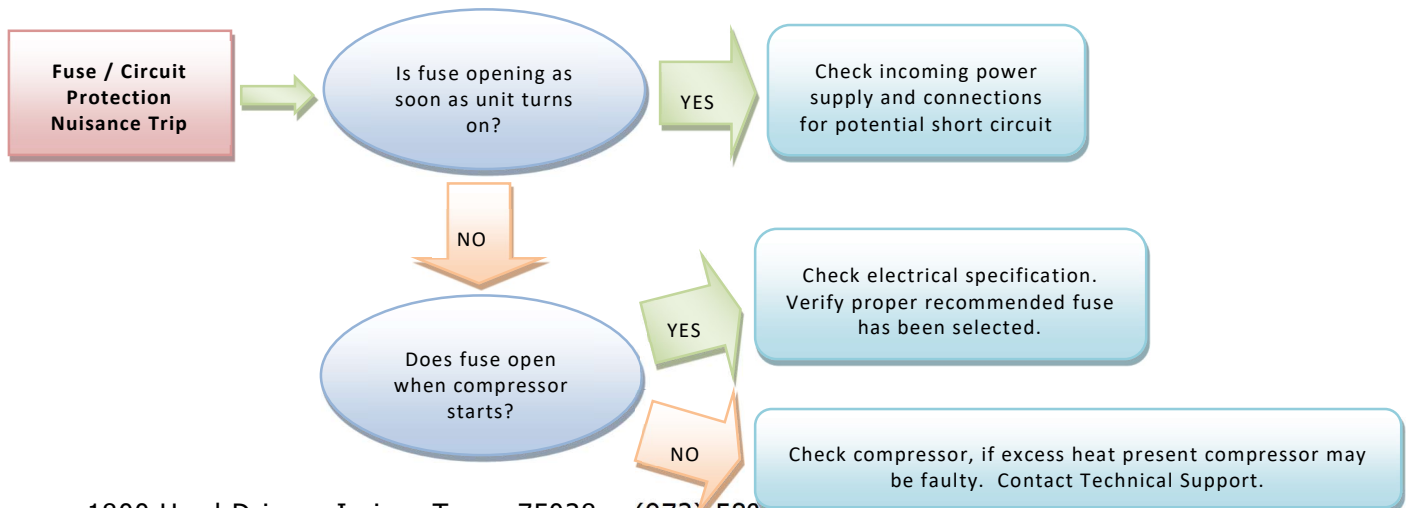 Fuse / Circuit
Protection
Nuisance Trip
Is fuse opening as
soon as unit turns
on?
YES
Check incoming power
supply and connections
for potential short circuit
NO
Does fuse open
when compressor
starts?
YES
Check electrical specification.
Verify proper recommended fuse
has been selected.
NO
Check compressor, if excess heat present compressor may
be faulty.  Contact Technical Support.